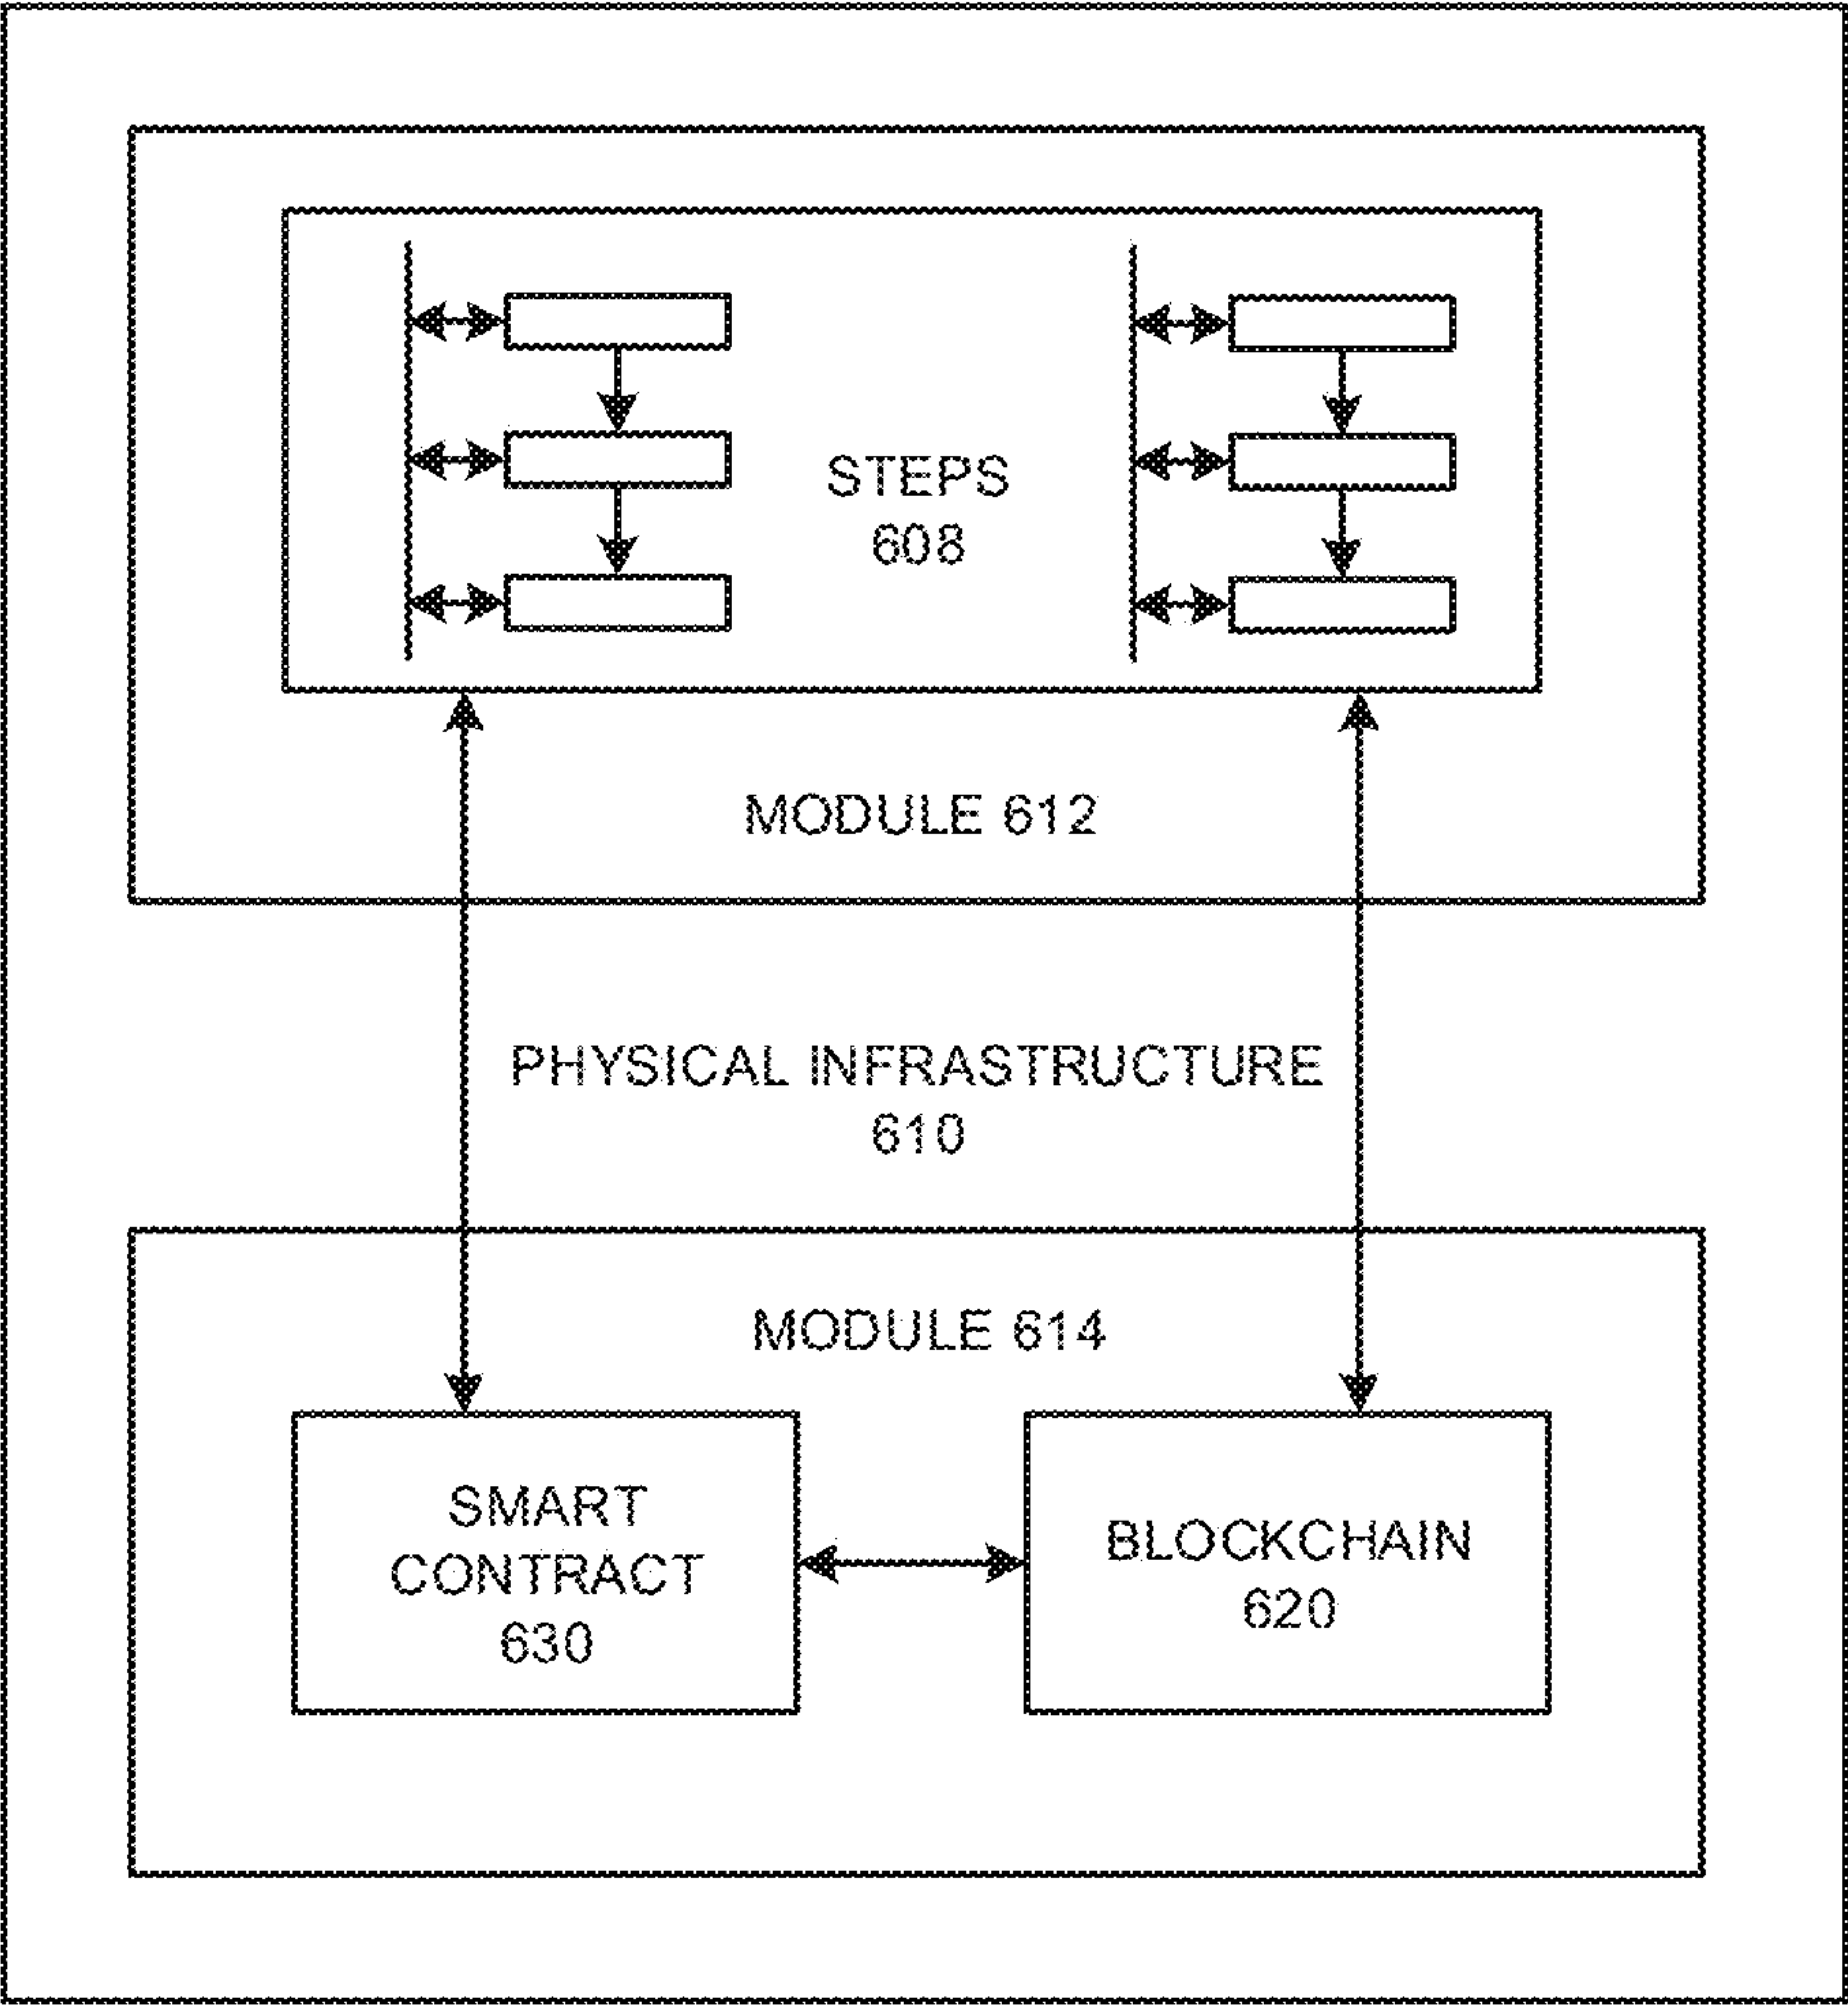 STEPS
608
MODULE 612
PHYSICAL INFRASTRUCTURE
610
MODULE 614
SMART
CONTRACT
630
BLOCKCHAIN
620